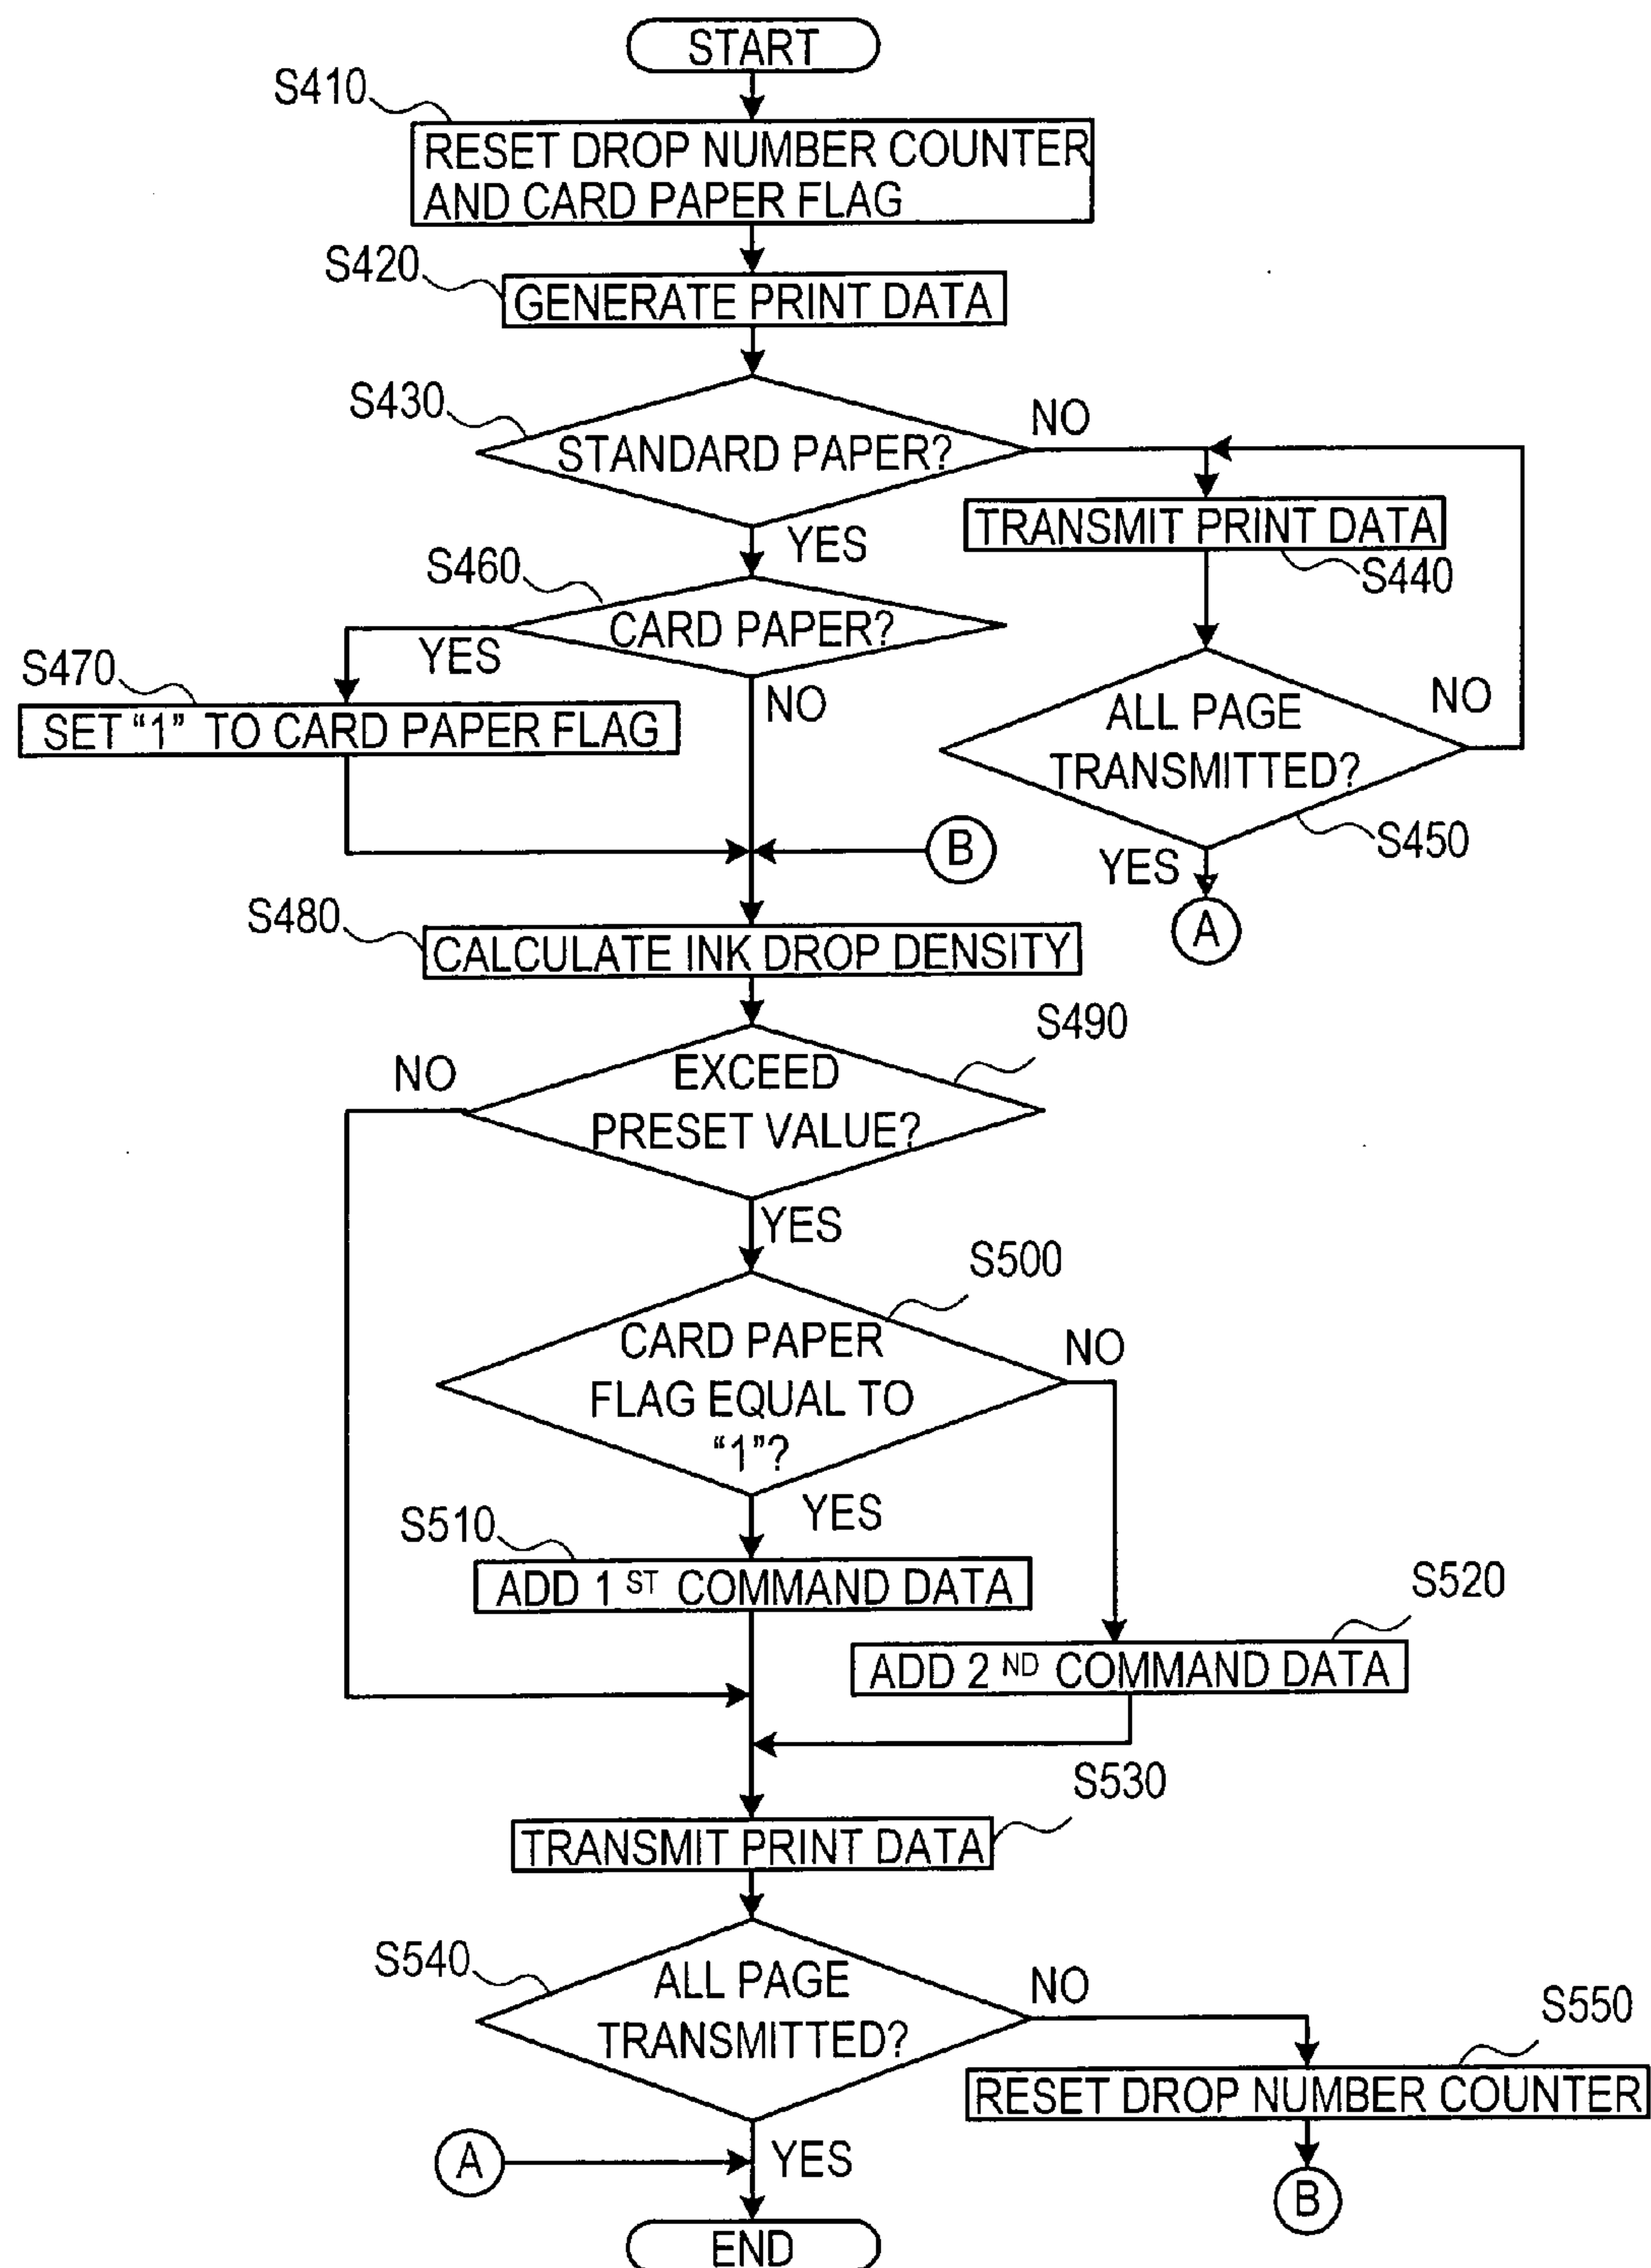 START
S410
RESET DROP NUMBER COUNTER
AND CARD PAPER FLAG
S420
GENERATE PRINT DATA
S430
STANDARD PAPER?
NO
YES
TRANSMIT PRINT DATA
S440
S460
CARD PAPER?
YES
NO
S470
SET “1” TO CARD PAPER FLAG
ALL PAGE
TRANSMITTED?
NO
S450
YES
A
B
S480
CALCULATE INK DROP DENSITY
S490
EXCEED
PRESET VALUE?
NO
YES
S500
CARD PAPER
FLAG EQUAL TO
“1”?
NO
YES
S510
ADD 1 ST COMMAND DATA
S520
ADD 2 ND COMMAND DATA
S530
TRANSMIT PRINT DATA
S540
ALL PAGE
TRANSMITTED?
NO
S550
RESET DROP NUMBER COUNTER
A
YES
B
END